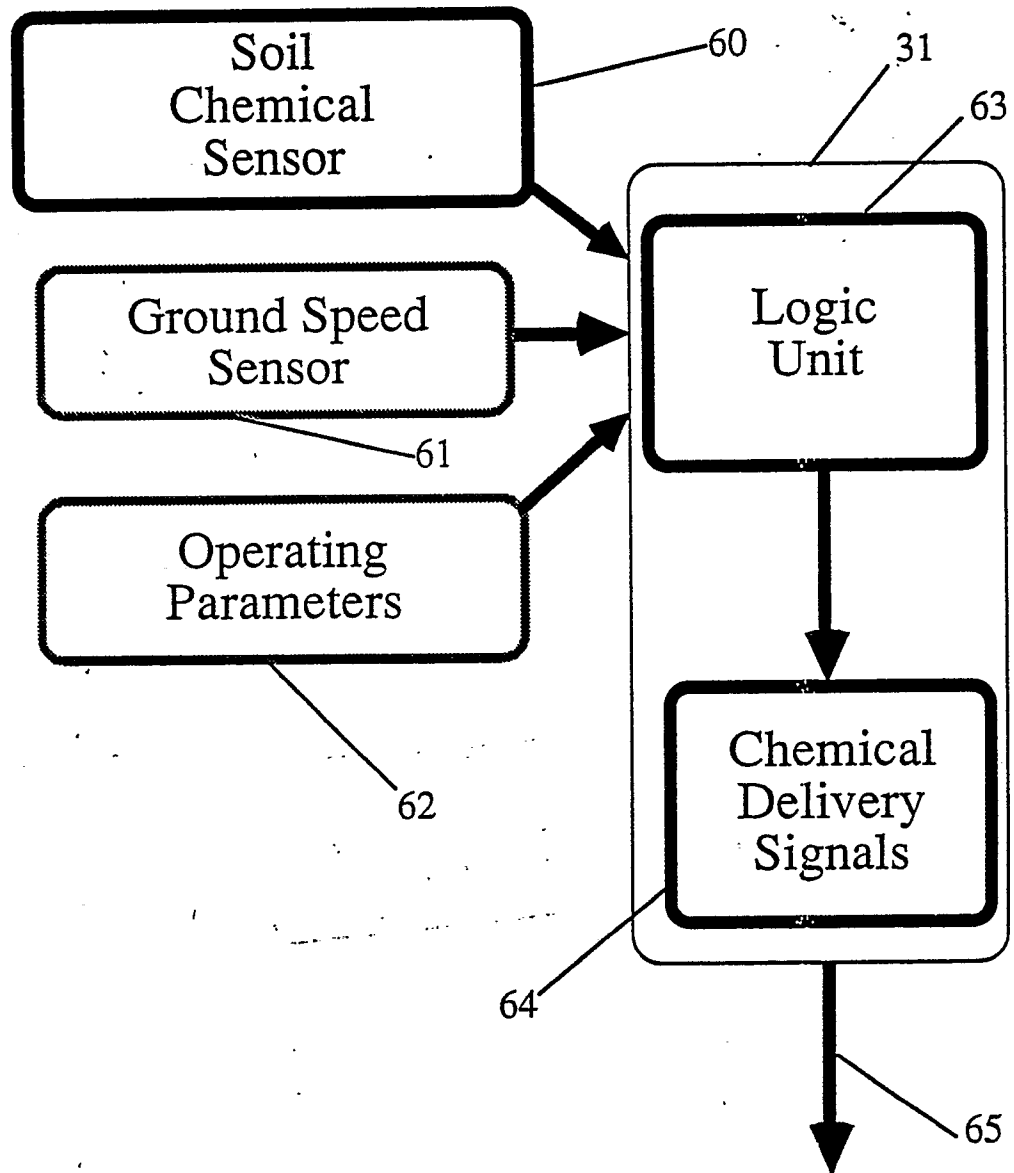 Soil
Chemical
Sensor
60
31
63
Ground Speed
Sensor
61
Logic
Unit
Operating
Parameters
62
Chemical
Delivery
Signals
64
65